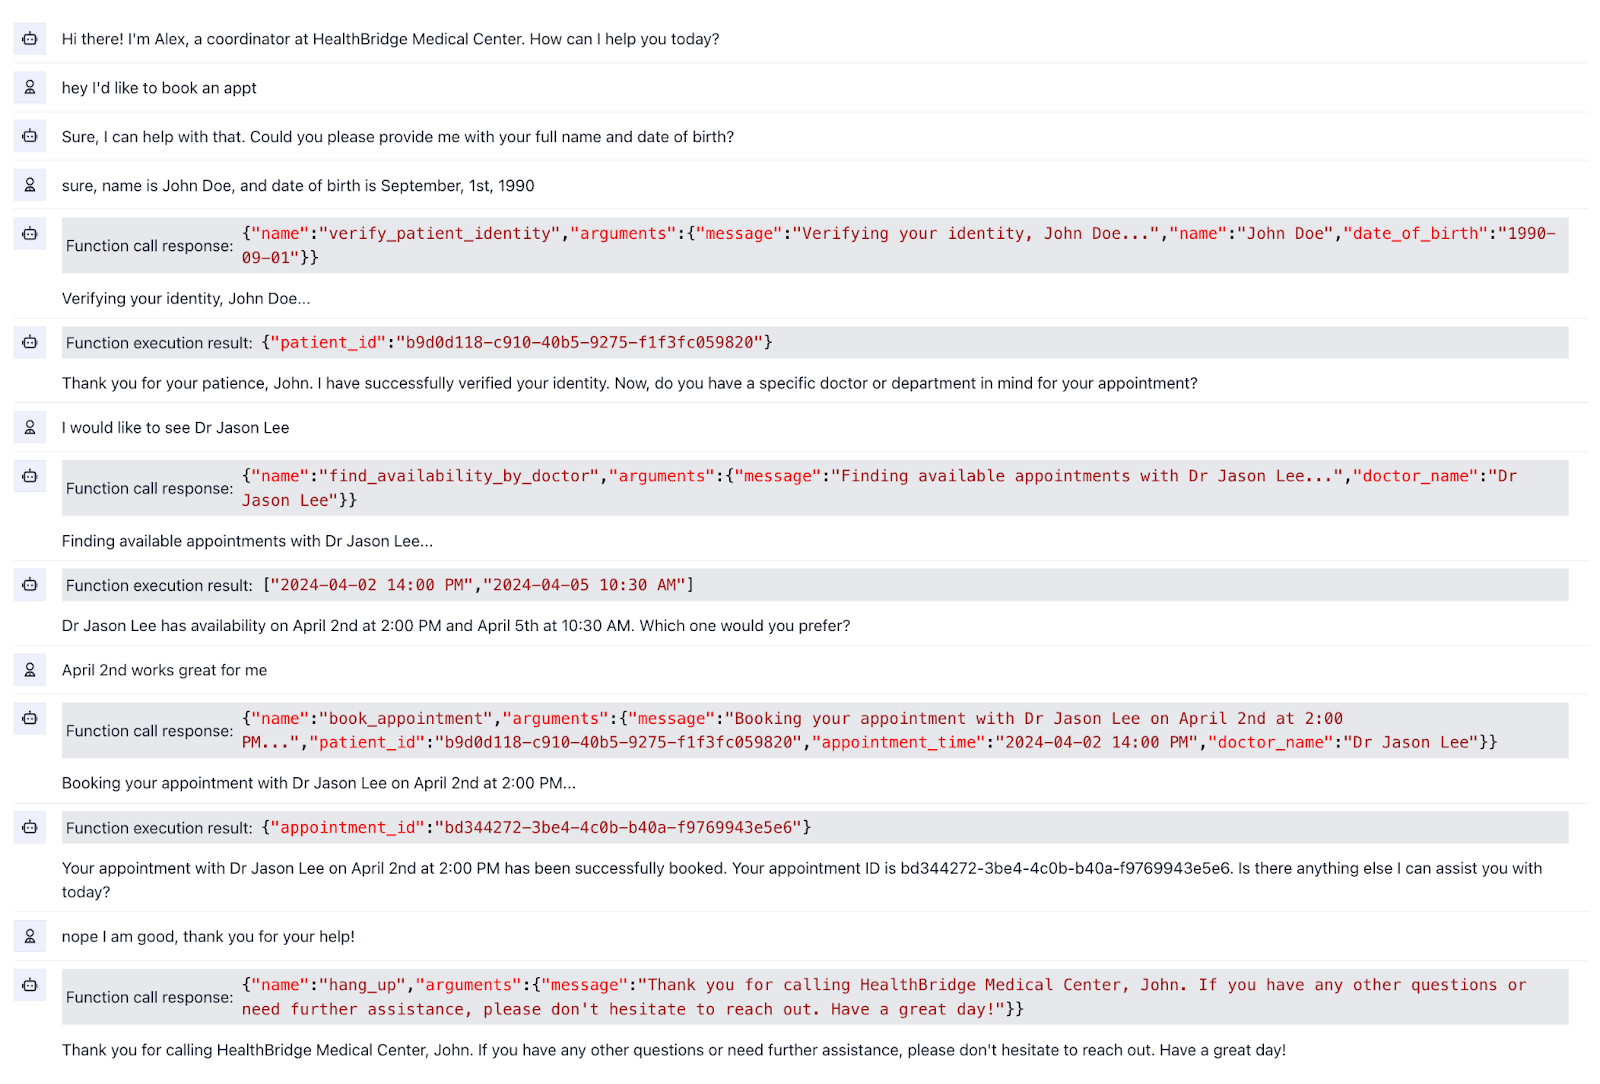 Hi there! I'm Alex, a coordinator at HealthBridge Medical Center. How can I help you today?
hey I'd like to book an appt
Sure, I can help with that. Could you please provide me with your full name and date of birth?
sure, name is John Doe, and date of birth is September, 1st, 1990
Function call response: {"name":"verify_patient_identity","arguments":{"message":"Verifying your identity, John Doe...","name":"John Doe","date_of_birth":"1990-
09-01"}}
Verifying your identity, John Doe...
Function execution result: {"patient_id":"b9d0d118-c910-40b5-9275-f1f3fc059820"}
Thank you for your patience, John. I have successfully verified your identity. Now, do you have a specific doctor or department in mind for your appointment?
I would like to see Dr Jason Lee
Function call response: {"name":"find_availability_by_doctor","arguments":{"message":"Finding available appointments with Dr Jason Lee...","doctor_name":"Dr
Jason Lee"}}
Finding available appointments with Dr Jason Lee...
Function execution result: ["2024-04-02 14:00 PM","2024-04-05 10:30 AM"]
Dr Jason Lee has availability on April 2nd at 2:00 PM and April 5th at 10:30 AM. Which one would you prefer?
April 2nd works great for me
Function call response: {"name":"book_appointment","arguments":{"message":"Booking your appointment with Dr Jason Lee on April 2nd at 2:00
PM...","patient_id":"b9d0d118-c910-40b5-9275-f1f3fc059820","appointment_time":"2024-04-02 14:00 PM","doctor_name":"Dr Jason Lee"}}
Booking your appointment with Dr Jason Lee on April 2nd at 2:00 PM...
Function execution result: {"appointment_id":"bd344272-3be4-4c0b-b40a-f9769943e5e6"}
Your appointment with Dr Jason Lee on April 2nd at 2:00 PM has been successfully booked. Your appointment ID is bd344272-3be4-4c0b-b40a-f9769943e5e6. Is there anything else I can assist you with
today?
nope I am good, thank you for your help!
Function call response: {"name":"hang_up","arguments":{"message":"Thank you for calling HealthBridge Medical Center, John. If you have any other questions or
need further assistance, please don't hesitate to reach out. Have a great day!"}}
Thank you for calling HealthBridge Medical Center, John. If you have any other questions or need further assistance, please don't hesitate to reach out. Have a great day!